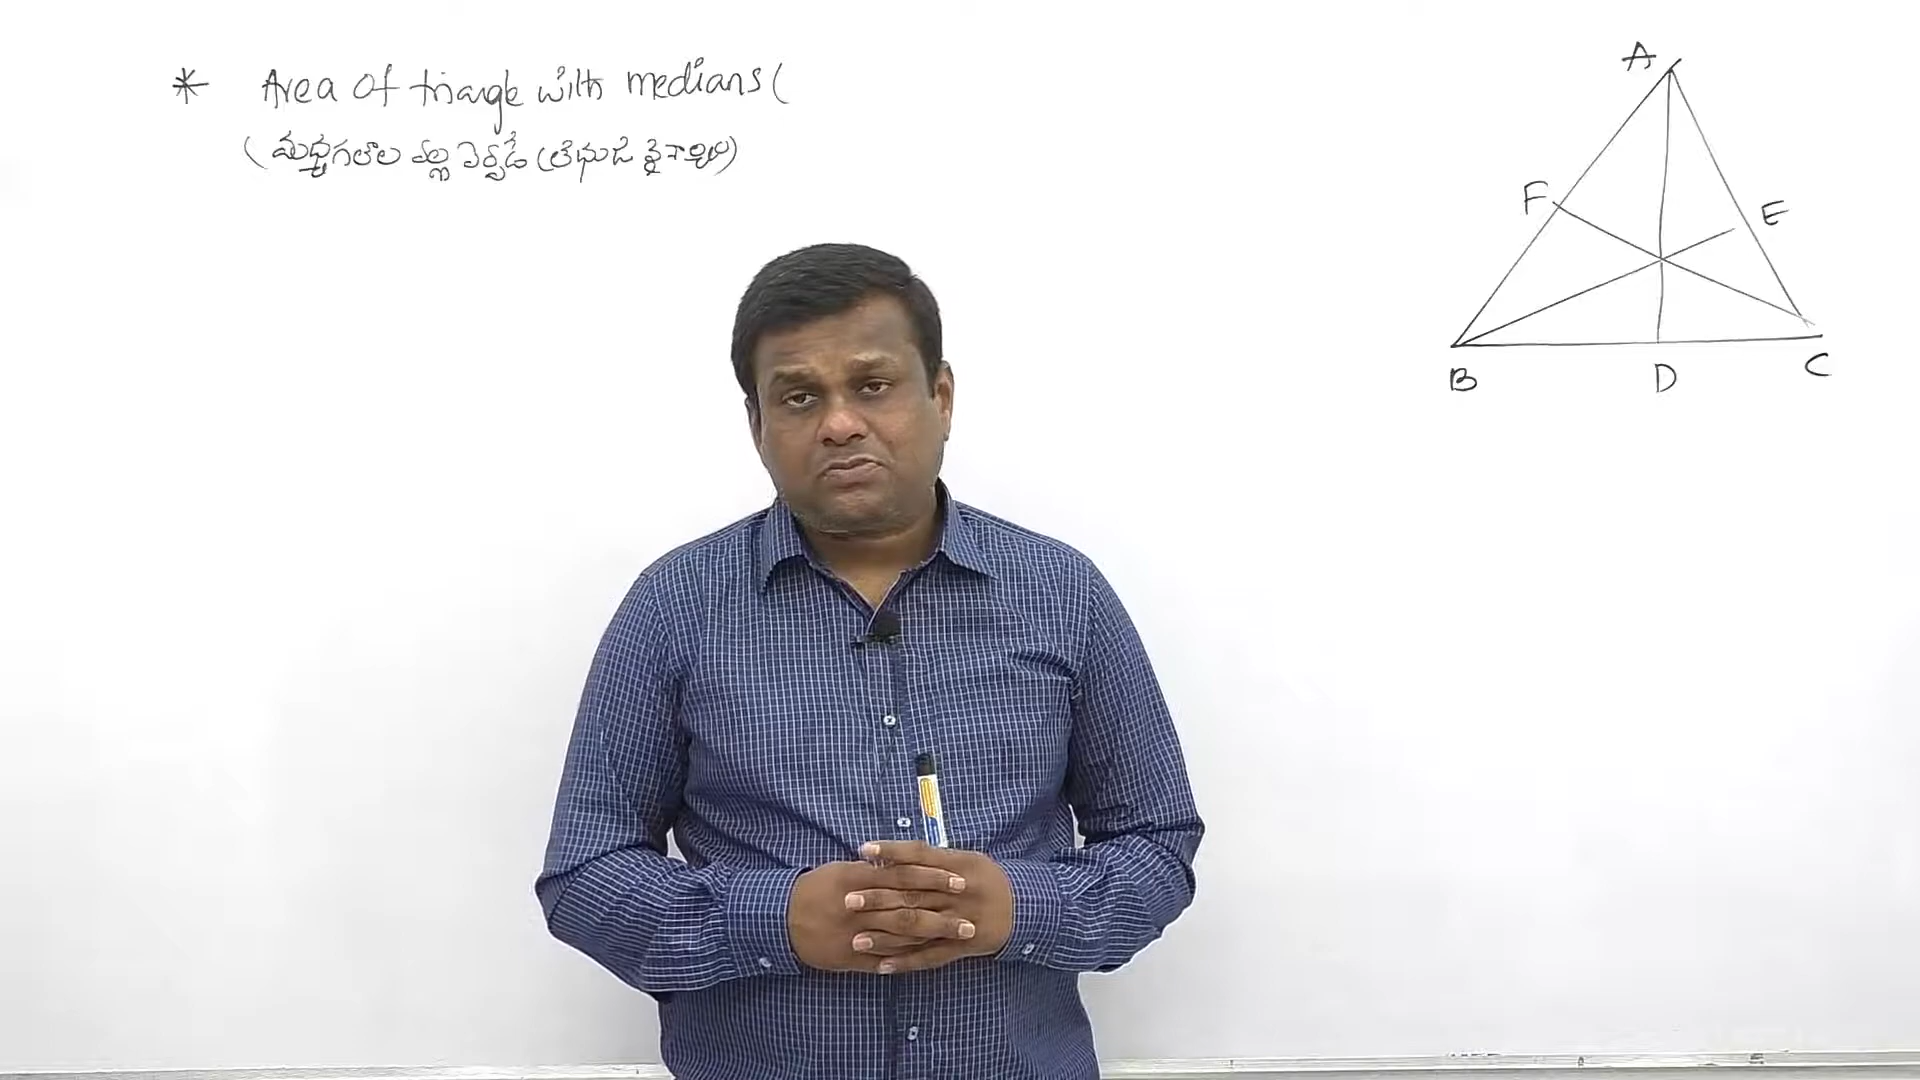 * Area of triangle with medians (
(మధ్యగతాల వల్ల ఏర్పడే త్రిభుజ వైశాల్యం)
A
F
E
B D C